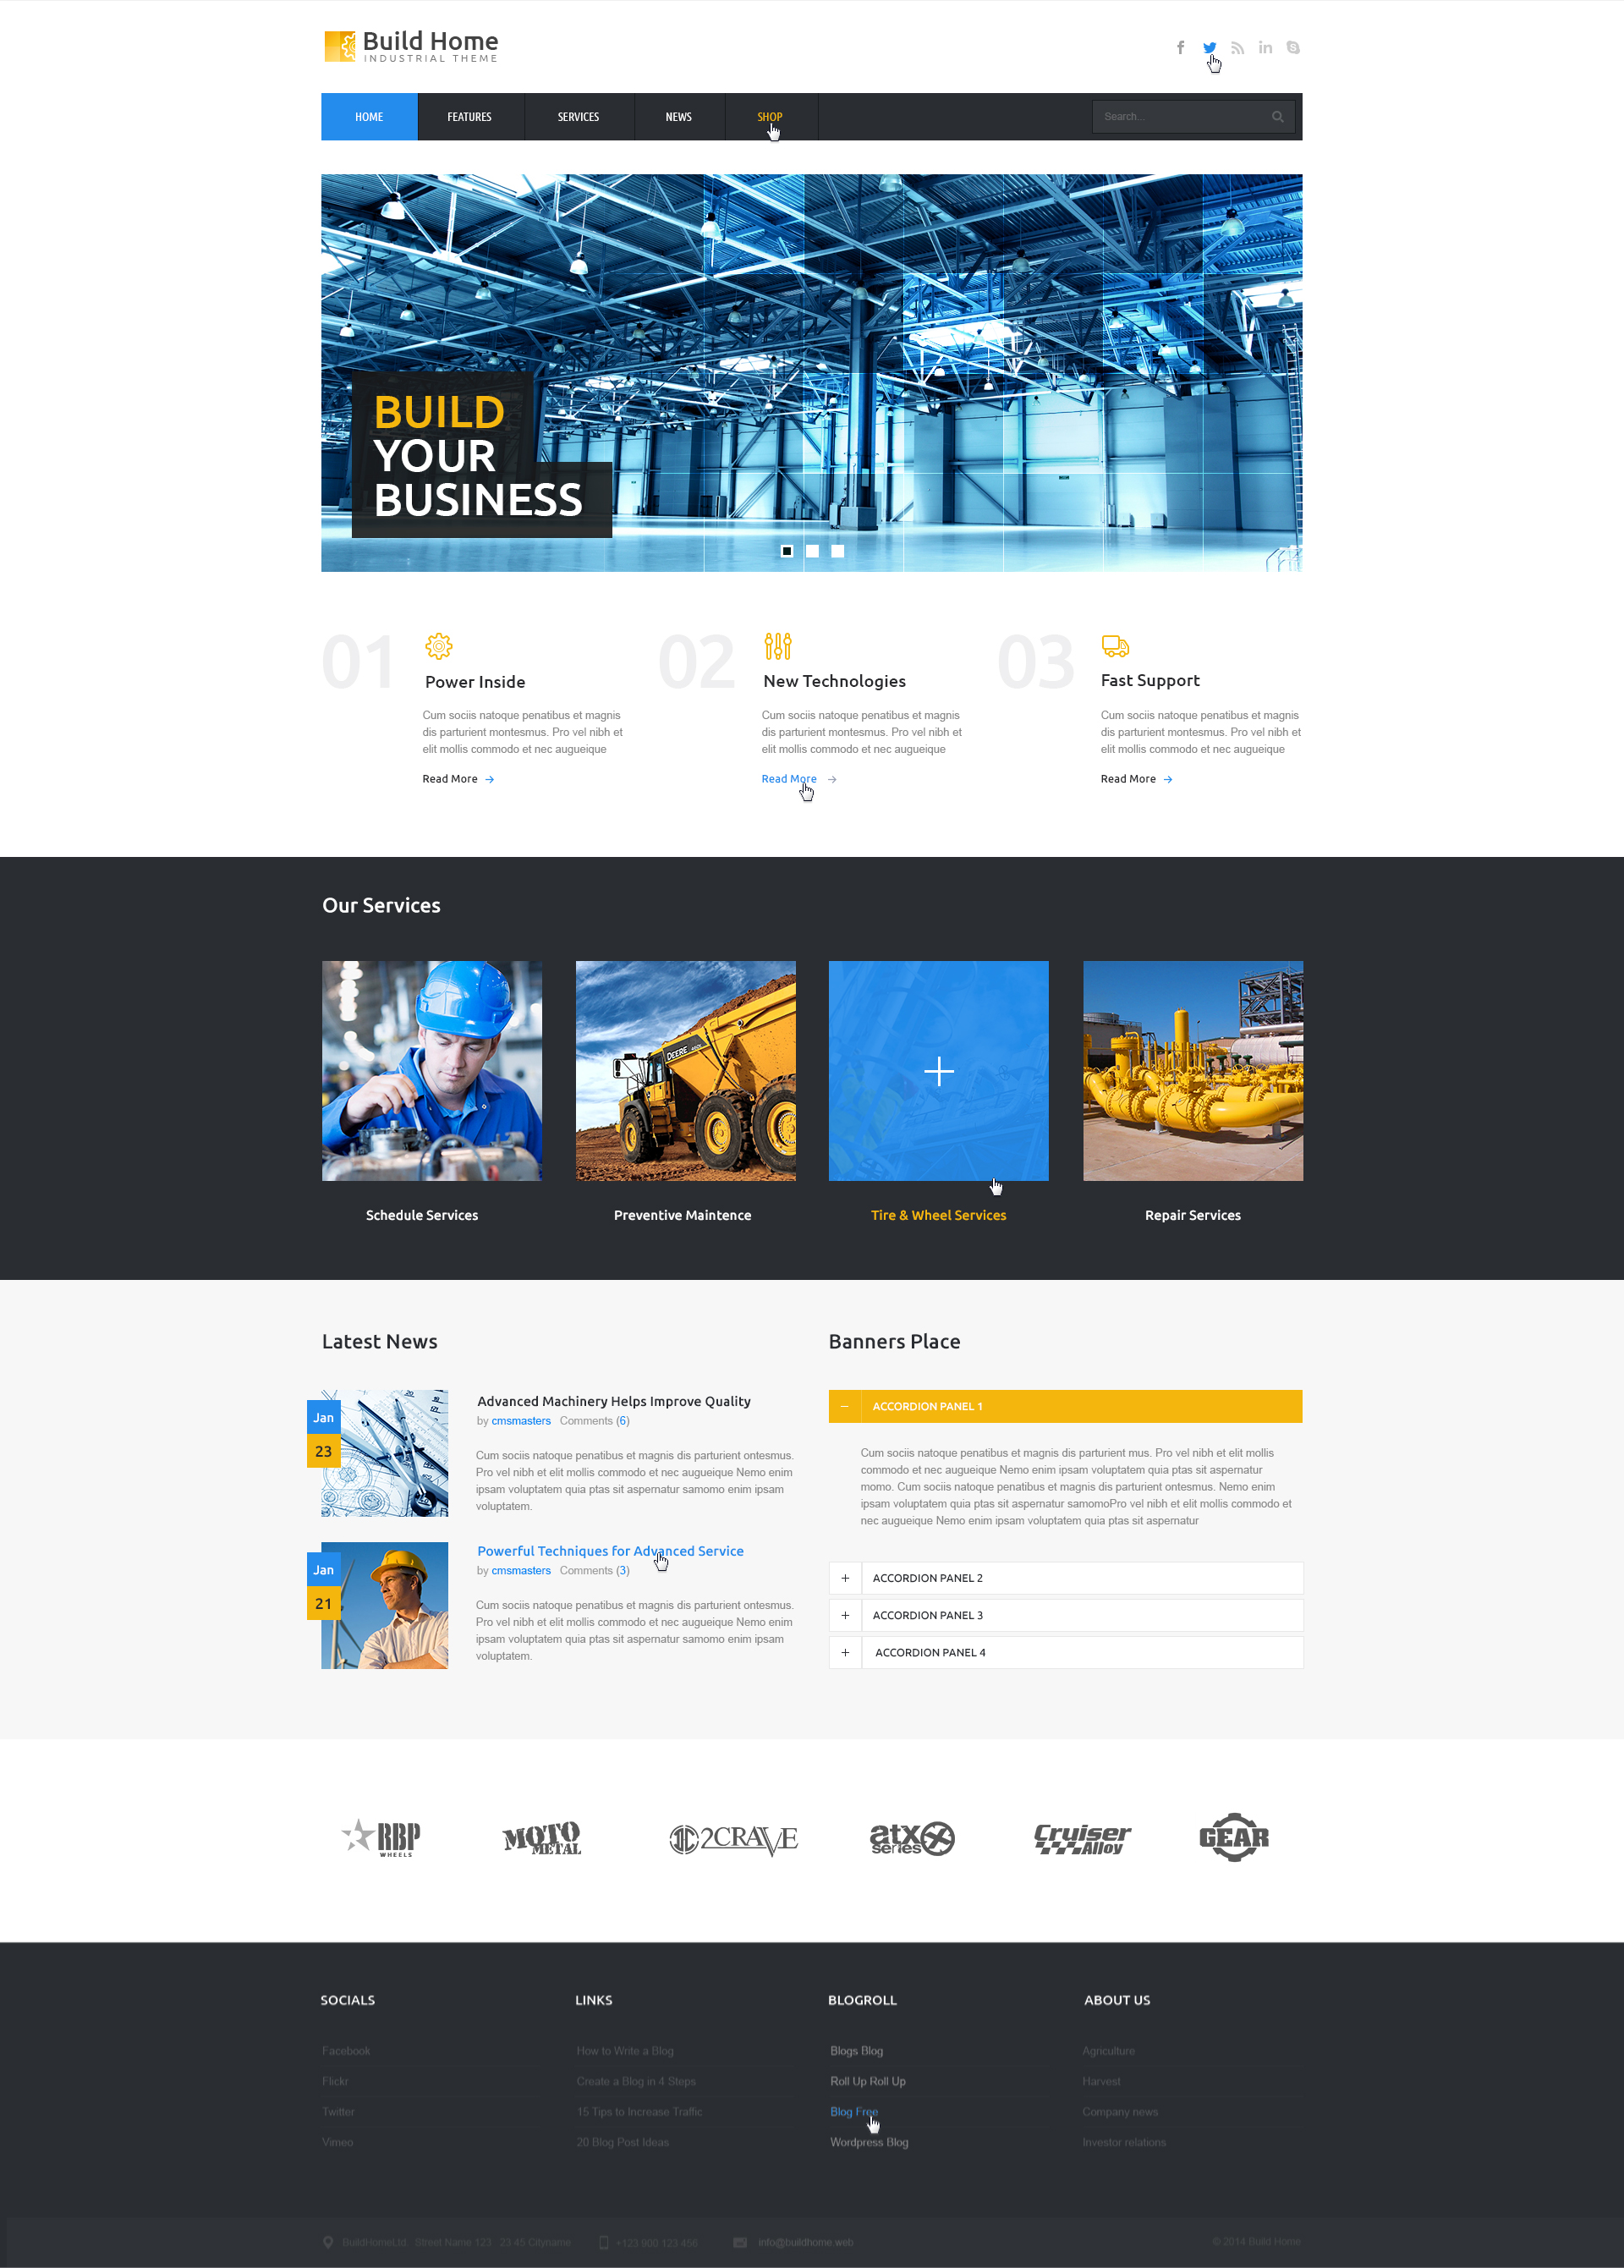 Build Home
INDUSTRIAL THEME
HOME
FEATURES
SERVICES
NEWS
SHOP
Search...
BUILD
YOUR
BUSINESS
01
Power Inside
Cum sociis natoque penatibus et magnis
dis parturient montesmus. Pro vel nibh et
elit mollis commodo et nec augueique
Read More
02
New Technologies
Cum sociis natoque penatibus et magnis
dis parturient montesmus. Pro vel nibh et
elit mollis commodo et nec augueique
Read More
03
Fast Support
Cum sociis natoque penatibus et magnis
dis parturient montesmus. Pro vel nibh et
elit mollis commodo et nec augueique
Read More
Our Services
DEERE
Schedule Services
Preventive Maintence
Tire & Wheel Services
Repair Services
Latest News
Jan
23
Advanced Machinery Helps Improve Quality
by cmsmasters Comments (6)
Cum sociis natoque penatibus et magnis dis parturient ontesmus.
Pro vel nibh et elit mollis commodo et nec augueique Nemo enim
ipsam voluptatem quia ptas sit aspernatur samomo enim ipsam
voluptatem.
Jan
21
Powerful Techniques for Advanced Service
by cmsmasters Comments (3)
Cum sociis natoque penatibus et magnis dis parturient ontesmus.
Pro vel nibh et elit mollis commodo et nec augueique Nemo enim
ipsam voluptatem quia ptas sit aspernatur samomo enim ipsam
voluptatem.
Banners Place
ACCORDION PANEL 1
Cum sociis natoque penatibus et magnis dis parturient mus. Pro vel nibh et elit mollis
commodo et nec augueique Nemo enim ipsam voluptatem quia ptas sit aspernatur
momo. Cum sociis natoque penatibus et magnis dis parturient ontesmus. Nemo enim
ipsam voluptatem quia ptas sit aspernatur samomoPro vel nibh et elit mollis commodo et
nec augueique Nemo enim ipsam voluptatem quia ptas sit aspernatur
ACCORDION PANEL 2
ACCORDION PANEL 3
ACCORDION PANEL 4
RBP
WHEELS
MOTO
METAL
2CRAVE
atx
series
Cruiser
Alloy
GEAR
SOCIALS
Facebook
Flickr
Twitter
Vimeo
LINKS
How to Write a Blog
Create a Blog in 4 Steps
15 Tips to Increase Traffic
20 Blog Post Ideas
BLOGROLL
Blogs Blog
Roll Up Roll Up
Blog Free
Wordpress Blog
ABOUT US
Agriculture
Harvest
Company news
Investor relations
BuildHomeLtd. Street Name 123 23 45 Cityname
+123 900 123 456
info@buildhome.web
© 2014 Build Home